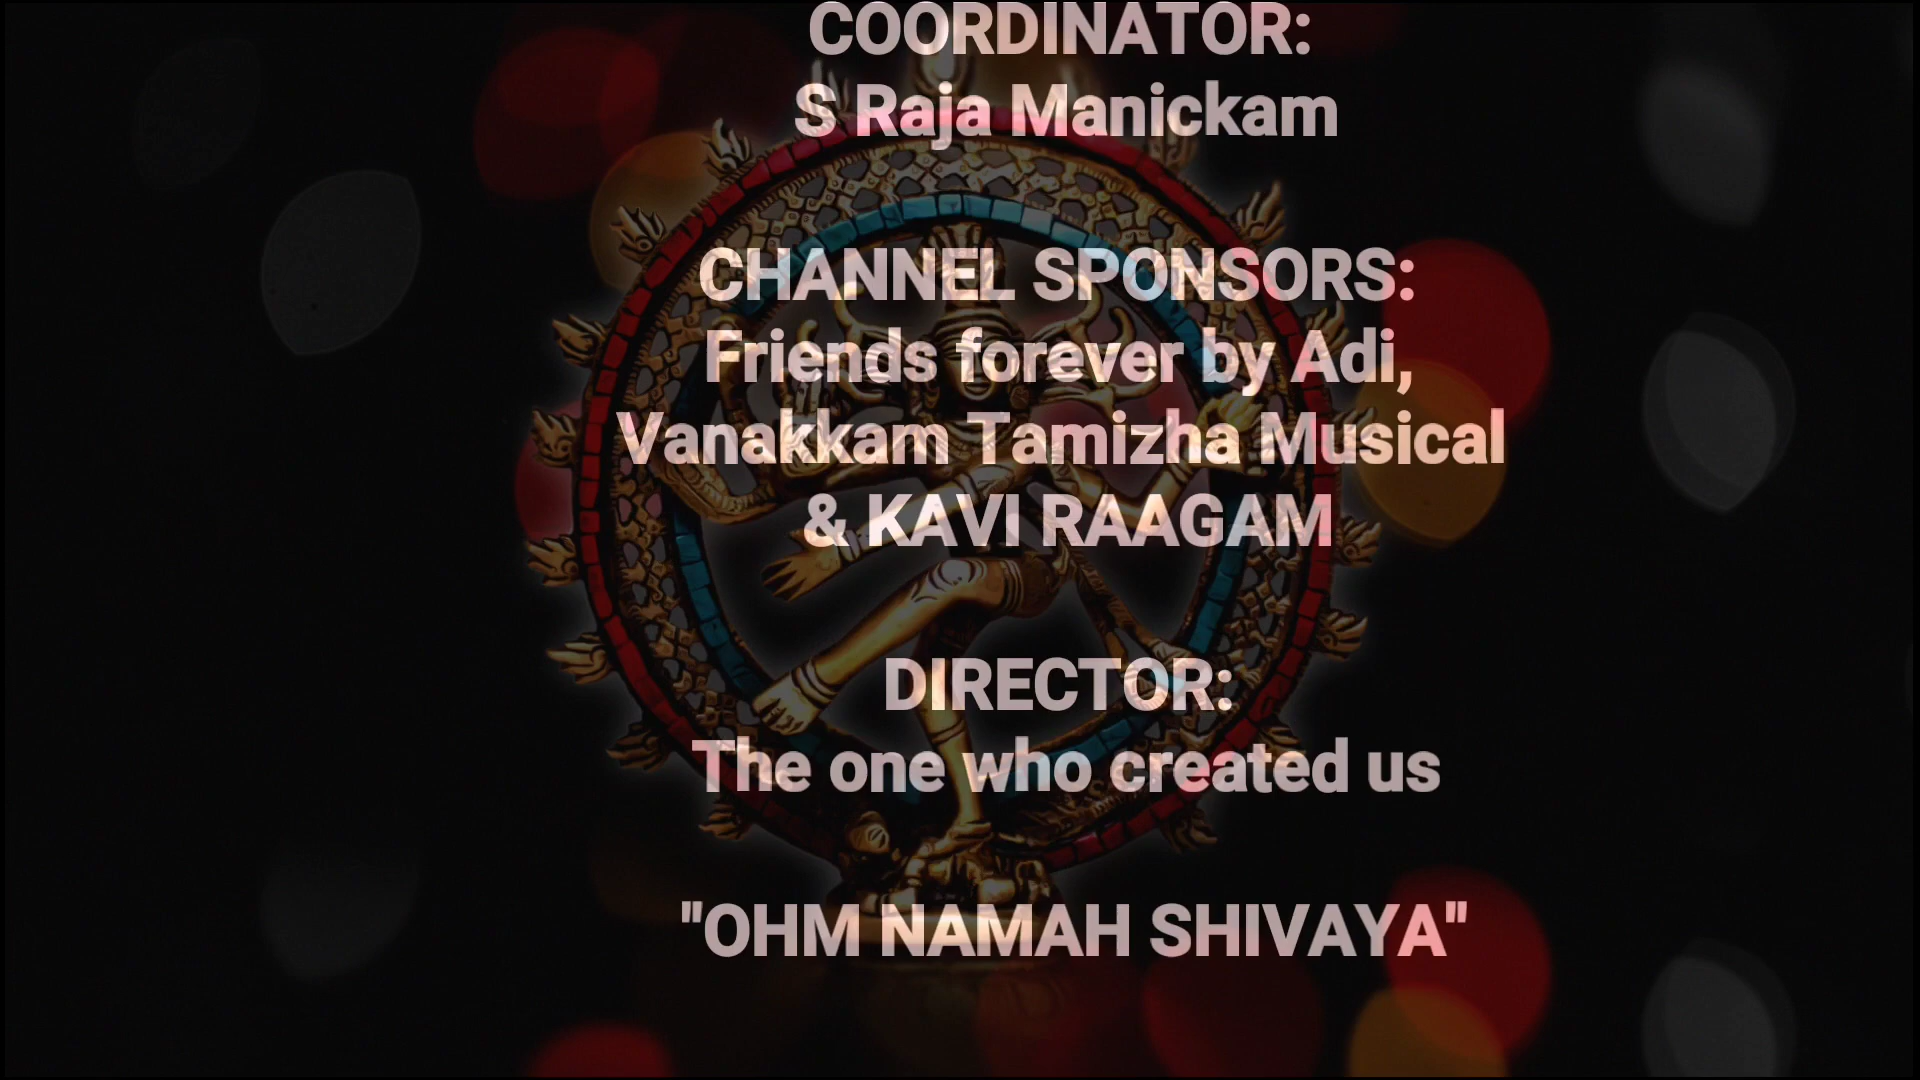 COORDINATOR:
S Raja Manickam
CHANNEL SPONSORS:
Friends forever by Adi,
Vanakkam Tamizha Musical
& KAVI RAAGAM
DIRECTOR:
The one who created us
"OHM NAMAH SHIVAYA"